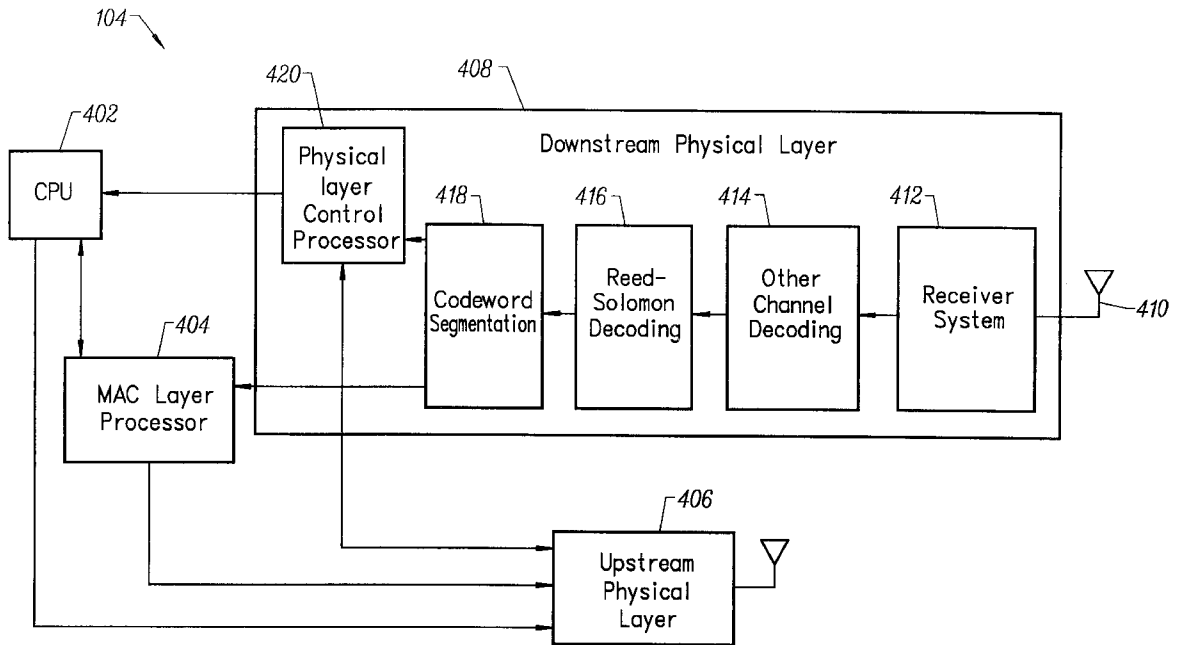 104
420
408
402
Downstream Physical Layer
CPU
Physical
layer
Control
Processor
418
416
414
412
Codeword
Segmentation
Reed-
Solomon
Decoding
Other
Channel
Decoding
Receiver
System
410
404
MAC Layer
Processor
406
Upstream
Physical
Layer